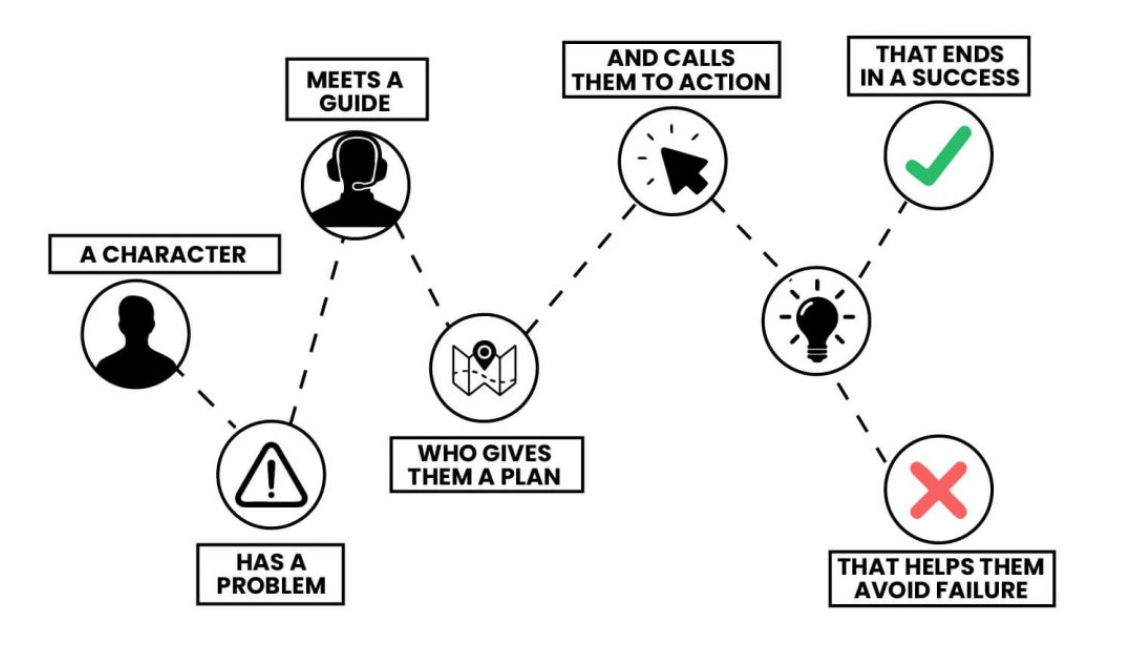 A CHARACTER
HAS A
PROBLEM
MEETS A
GUIDE
WHO GIVES
THEM A PLAN
AND CALLS
THEM TO ACTION
THAT ENDS
IN A SUCCESS
THAT HELPS THEM
AVOID FAILURE